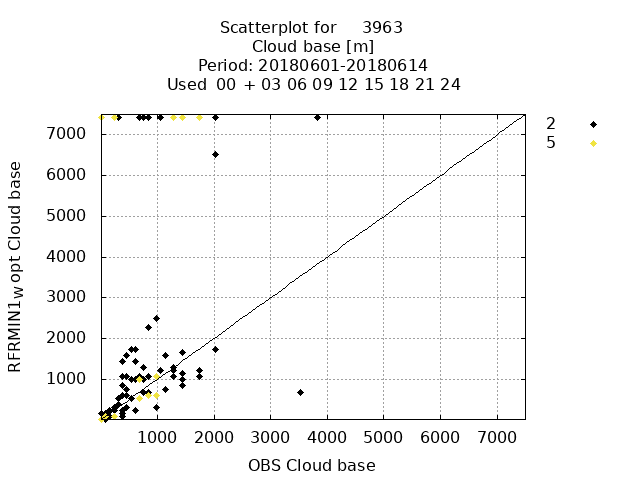 Scatterplot for 3963
Cloud base [m]
Period: 20180601-20180614
Used 00 + 03 06 09 12 15 18 21 24
2
5
7000
6000
5000
4000
3000
2000
1000
RFRMIN1wopt Cloud base
1000 2000 3000 4000 5000 6000 7000
OBS Cloud base